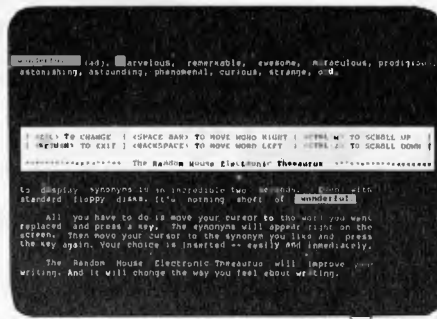 wonderful (adj). marvelous, remarkable, awesome, miraculous, prodigious,
astonishing, astounding, phenomenal, curious, strange, odd.
TO CHANGE | <SPACE BAR> TO MOVE WORD RIGHT | <CTRL W> TO SCROLL UP
<RETURN> TO EXIT | <BACKSPACE> TO MOVE WORD LEFT | <CTRL Z> TO SCROLL DOWN
The Random House Electronic Thesaurus
to display synonyms in an incredible two seconds. Even with
standard floppy disks. It's nothing short of wonderful
All you have to do is move your cursor to the word you want
replaced and press a key. The synonyms will appear right on the
screen. Then move your cursor to the synonym you like and press
the key again. Your choice is inserted -- easily and immediately.
The Random House Electronic Thesaurus will improve your
writing. And it will change the way you feel about writing.